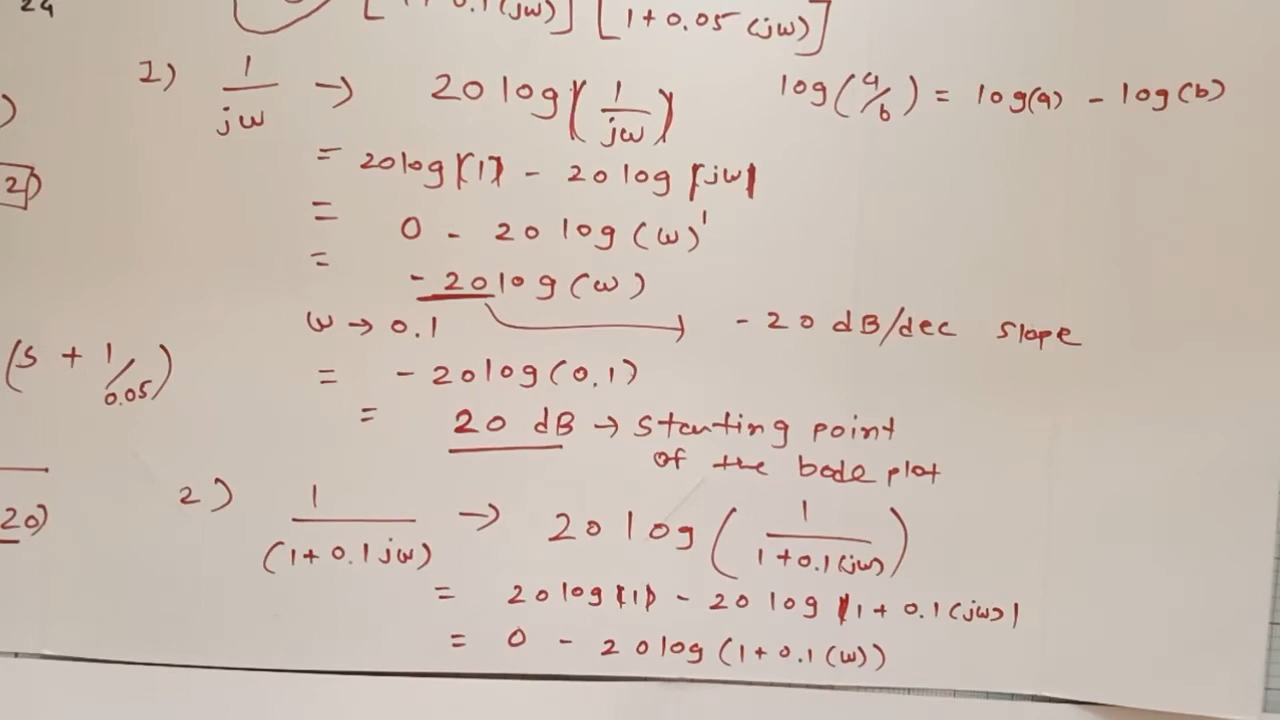 24
[1+0.1(jω)] [1+0.05(jω)]
1) 1/jω → 20 log|(1/jω)| log(a/b) = log(a) - log(b)
)
= 20log|(1)| - 20 log |jω|
2)
= 0 - 20 log(ω)¹
= -20log(ω)
ω → 0.1 → -20 dB/dec slope
(s + 1/0.05)
= -20log(0.1)
= 20 dB → starting point
of the bode plot
2) 1/(1+0.1jω) → 20 log(1/1+0.1(jω))
20)
= 20log|(1)| - 20 log |1+0.1(jω)|
= 0 - 20log(1+0.1(ω))